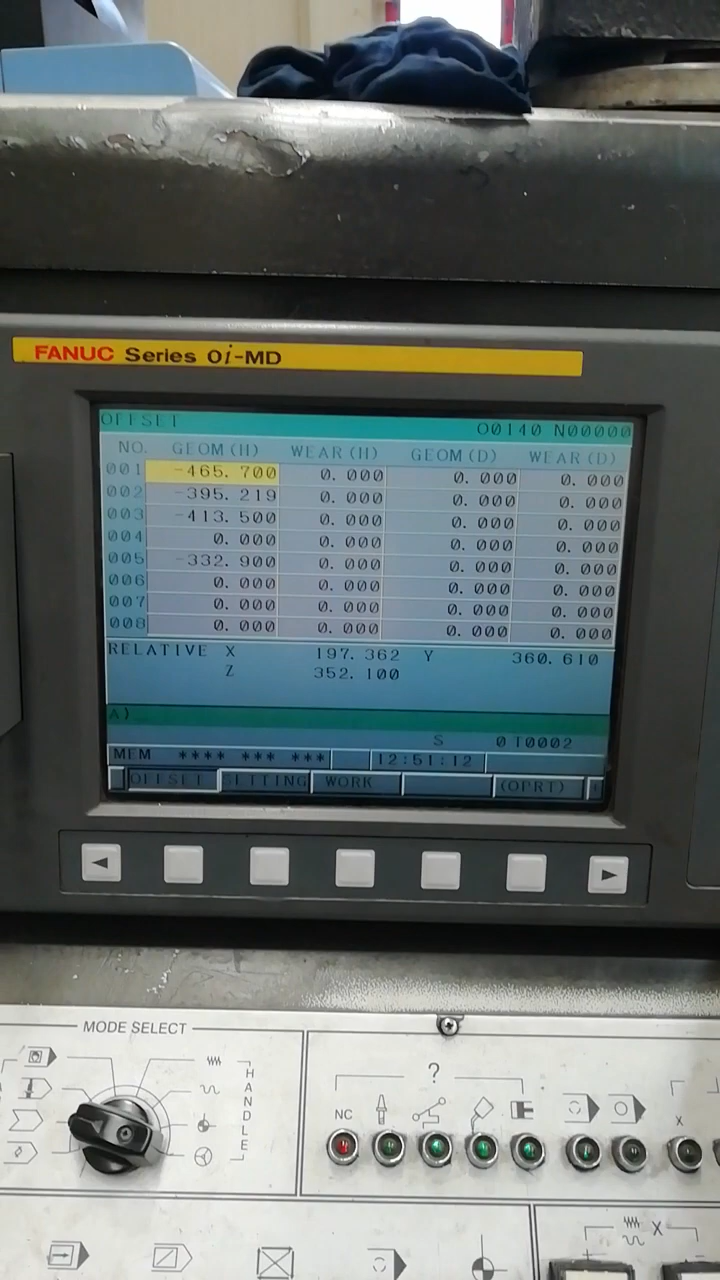 FANUC Series 0i-MD
OFFSET O0140 N00000
NO. GEOM(H) WEAR(H) GEOM(D) WEAR(D)
001 -465.700 0.000 0.000 0.000
002 -395.219 0.000 0.000 0.000
003 -413.500 0.000 0.000 0.000
004 0.000 0.000 0.000 0.000
005 -332.900 0.000 0.000 0.000
006 0.000 0.000 0.000 0.000
007 0.000 0.000 0.000 0.000
008 0.000 0.000 0.000 0.000
RELATIVE X 197.362 Y 360.610
Z 352.100
A)
S 0 T0002
MEM **** *** *** 12:51:12
OFFSET SETTING WORK (OPRT)
MODE SELECT
HANDLE
?
NC
X
X